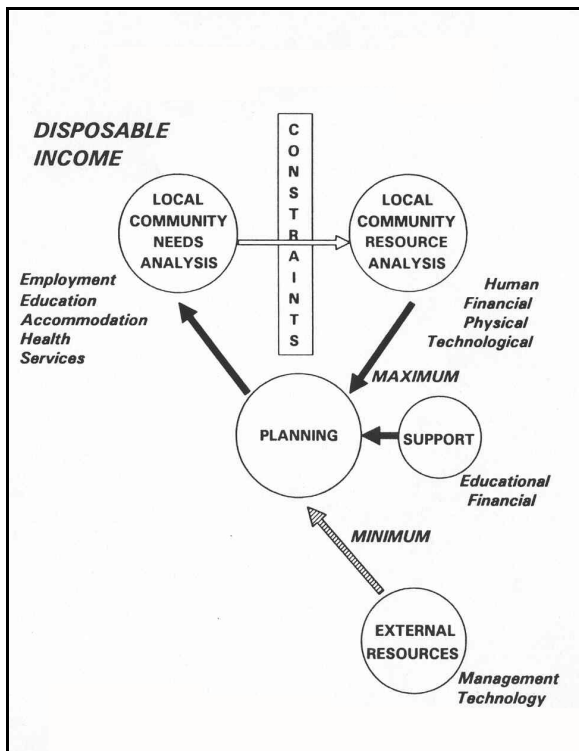 DISPOSABLE
INCOME
CONSTRAINTS
LOCAL
COMMUNITY
NEEDS
ANALYSIS
LOCAL
COMMUNITY
RESOURCE
ANALYSIS
Employment
Education
Accommodation
Health
Services
Human
Financial
Physical
Technological
MAXIMUM
PLANNING
SUPPORT
Educational
Financial
MINIMUM
EXTERNAL
RESOURCES
Management
Technology